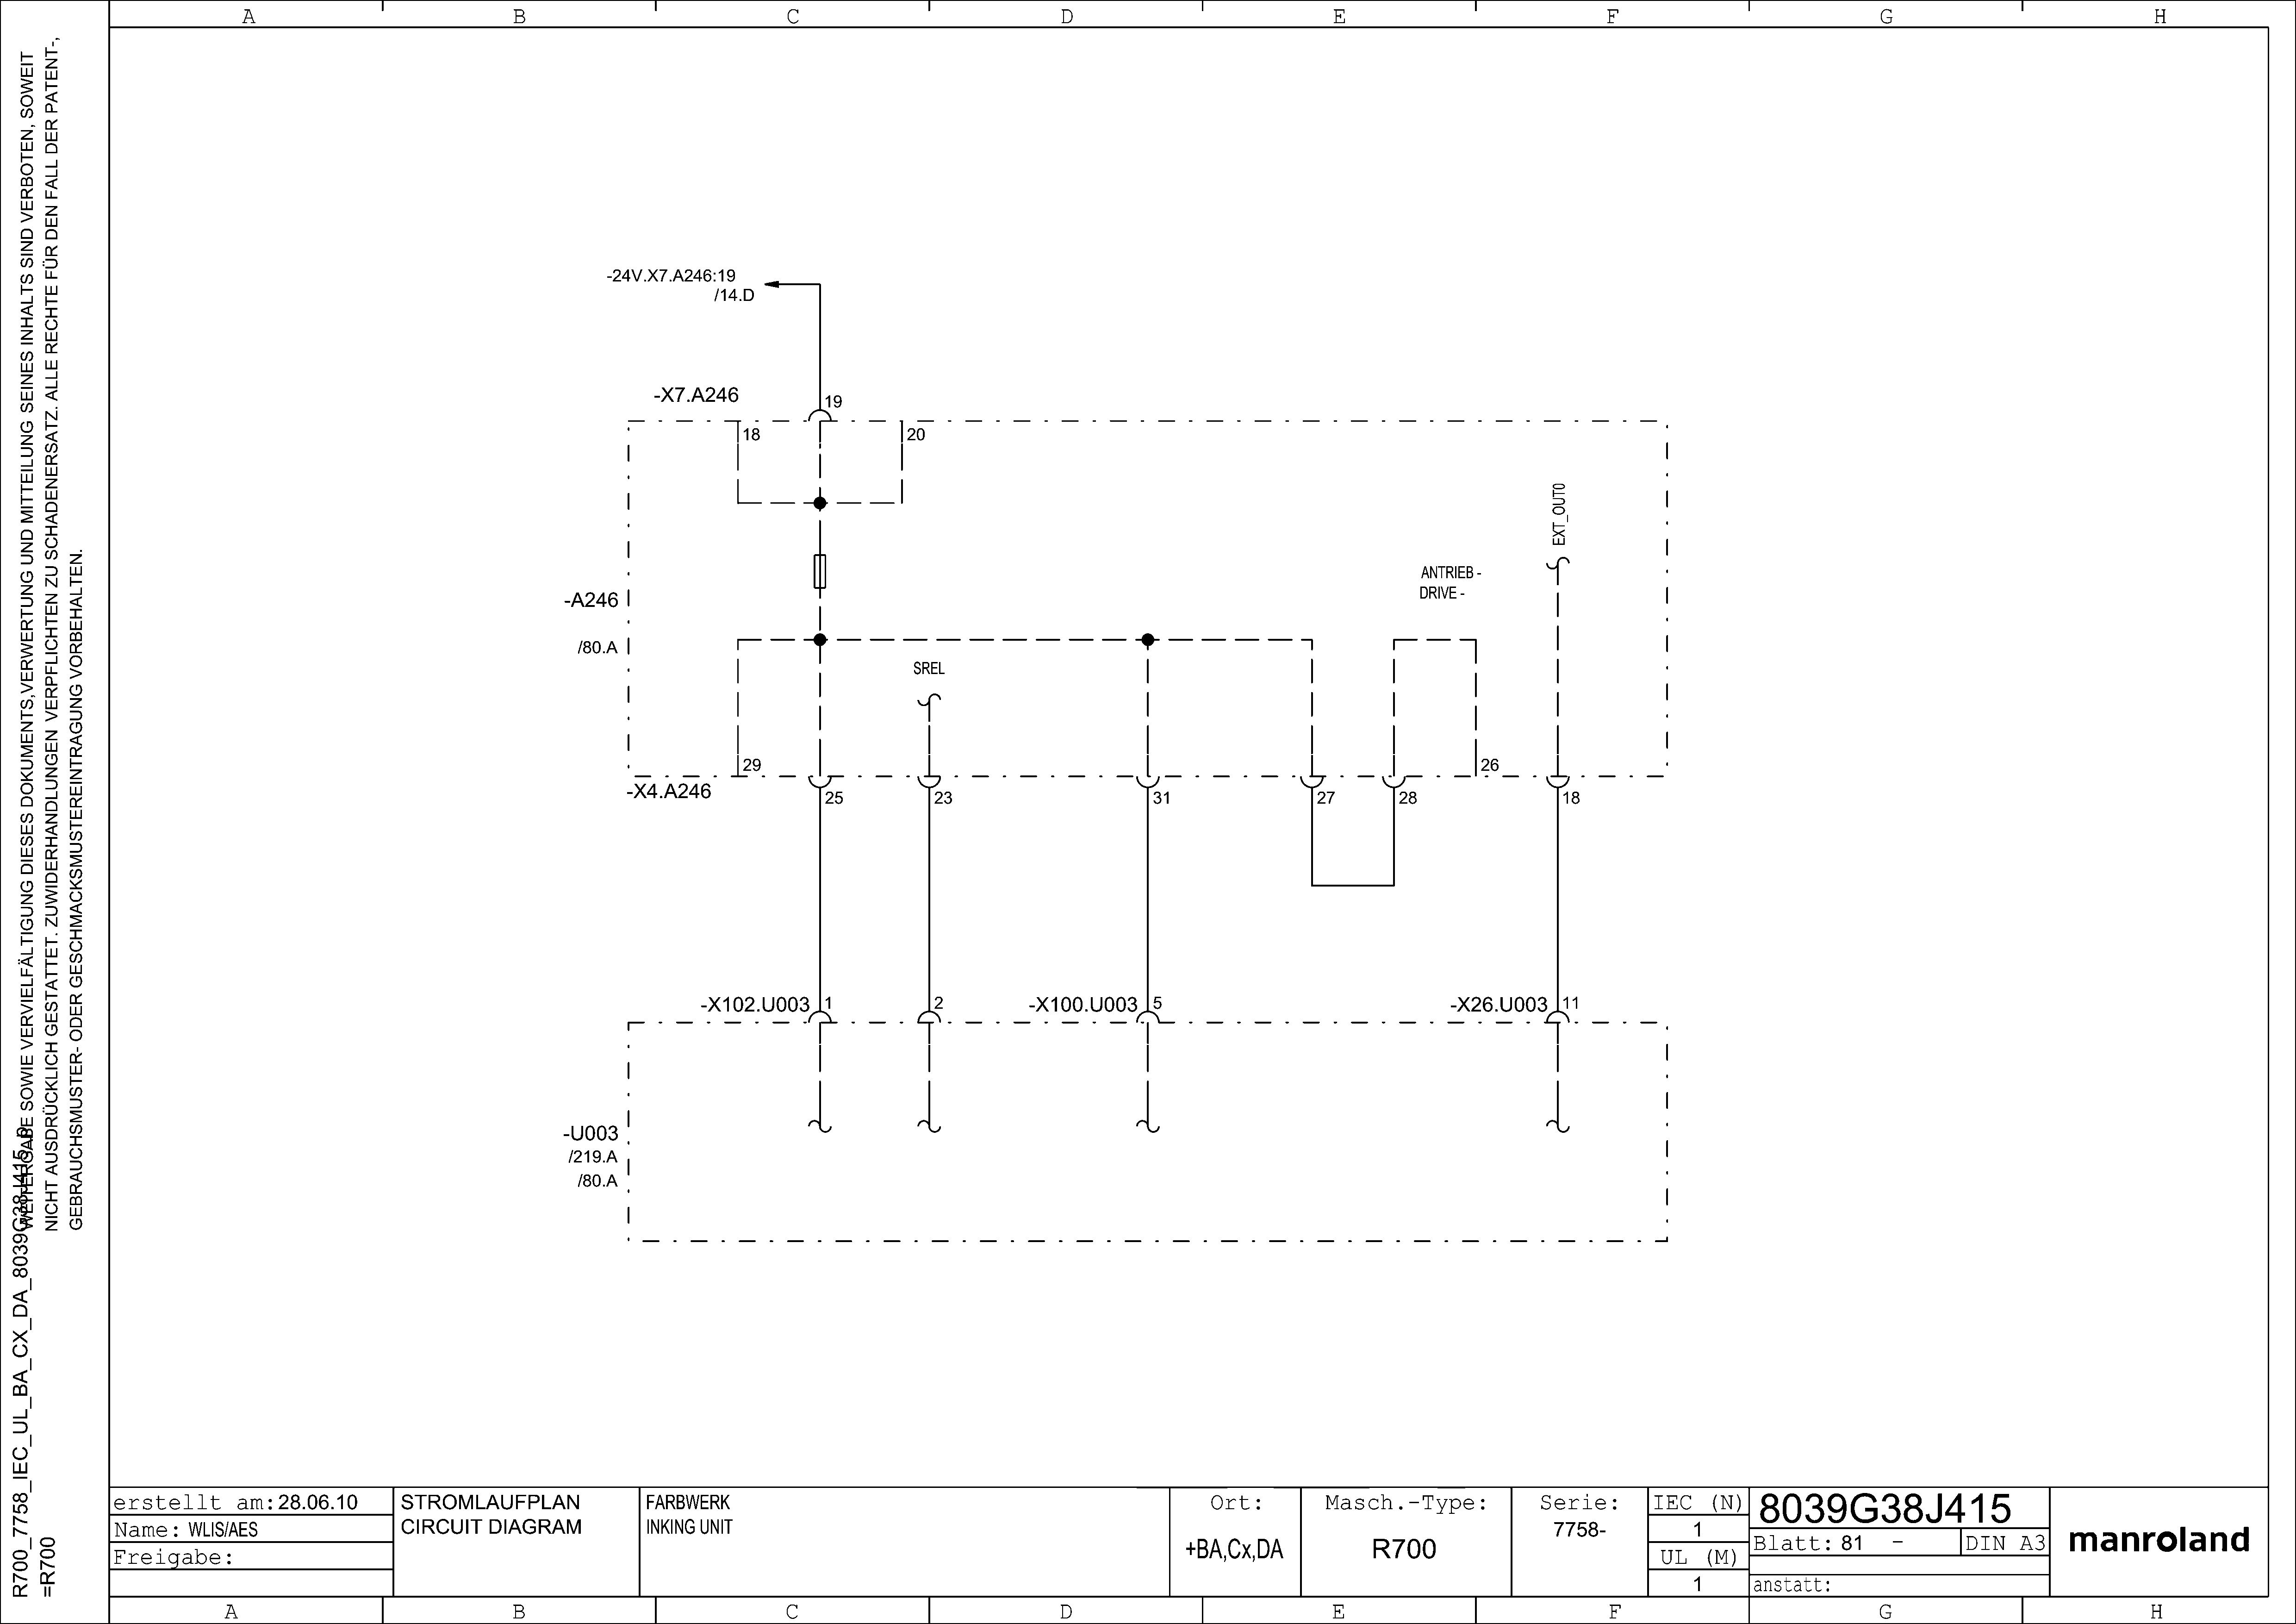 A B C D E F G H
WEITERGABE SOWIE VERVIELFÄLTIGUNG DIESES DOKUMENTS,VERWERTUNG UND MITTEILUNG SEINES INHALTS SIND VERBOTEN, SOWEIT
NICHT AUSDRÜCKLICH GESTATTET. ZUWIDERHANDLUNGEN VERPFLICHTEN ZU SCHADENERSATZ. ALLE RECHTE FÜR DEN FALL DER PATENT-,
GEBRAUCHSMUSTER- ODER GESCHMACKSMUSTEREINTRAGUNG VORBEHALTEN.
R700_7758_IEC_UL_BA_CX_DA_8039G38J415_D
=R700
-24V.X7.A246:19
/14.D
-X7.A246
19
18
20
EXT_OUT0
ANTRIEB -
DRIVE -
-A246
/80.A
SREL
29
26
-X4.A246
25
23
31
27
28
18
-X102.U003
1
2
-X100.U003
5
-X26.U003
11
-U003
/219.A
/80.A
erstellt am: 28.06.10
Name: WLIS/AES
Freigabe:
STROMLAUFPLAN
CIRCUIT DIAGRAM
FARBWERK
INKING UNIT
Ort:
+BA,Cx,DA
Masch.-Type:
R700
Serie:
7758-
IEC (N)
1
UL (M)
1
8039G38J415
Blatt: 81 -
DIN A3
anstatt:
manroland
A B C D E F G H